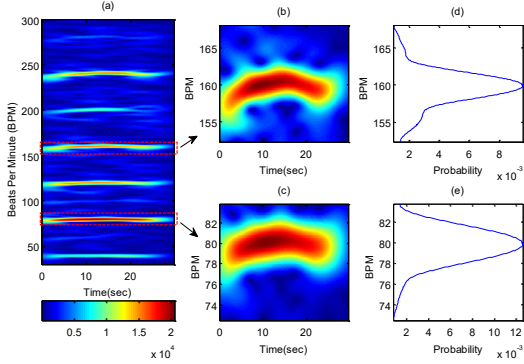 (a)
300
250
200
150
100
50
Beats Per Minute (BPM)
0 10 20
Time(sec)
0.5 1 1.5 2
x 10^4
(b)
165
160
155
BPM
0 20
Time(sec)
(c)
82
80
78
76
74
BPM
0 20
Time(sec)
(d)
165
160
155
BPM
2 4 6 8
Probability
x 10^-3
(e)
82
80
78
76
74
BPM
2 4 6 8 10 12
Probability
x 10^-3